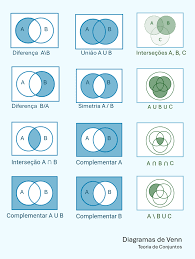 A B
A B
A B C
Diferença A\B
União A U B
Interseções A, B, C
A B
A B
Diferença B/A
Simetria A / B
A U B U C
A B
A B
Interseção A ∩ B
Complementar A
A ∩ B ∩ C
A B
A B
Complementar A U B
Complementar B
A \ B U C
Diagramas de Venn
Teoria de Conjuntos